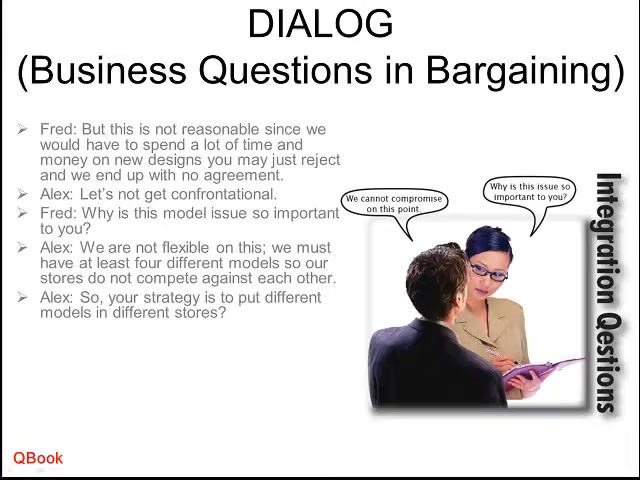 DIALOG
(Business Questions in Bargaining)
Fred: But this is not reasonable since we
would have to spend a lot of time and
money on new designs you may just reject
and we end up with no agreement.
Alex: Let’s not get confrontational.
Fred: Why is this model issue so important
to you?
Alex: We are not flexible on this; we must
have at least four different models so our
stores do not compete against each other.
Alex: So, your strategy is to put different
models in different stores?
We cannot compromise
on this point.
Why is this issue so
important to you?
Integration Qestions
QBook